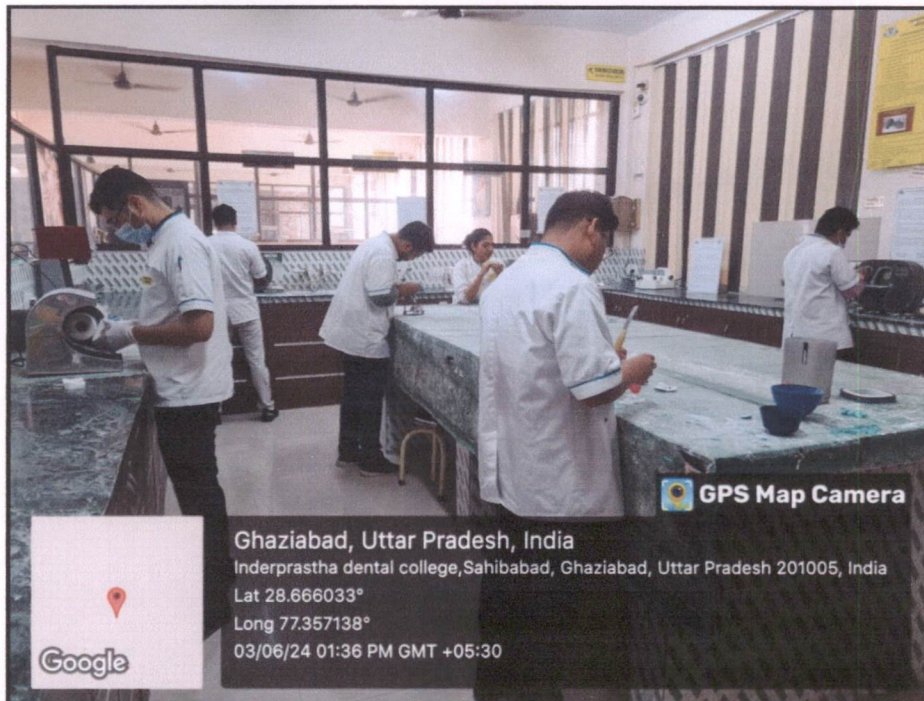 GPS Map Camera
Ghaziabad, Uttar Pradesh, India
Inderprastha dental college,Sahibabad, Ghaziabad, Uttar Pradesh 201005, India
Lat 28.666033°
Long 77.357138°
03/06/24 01:36 PM GMT +05:30
Google